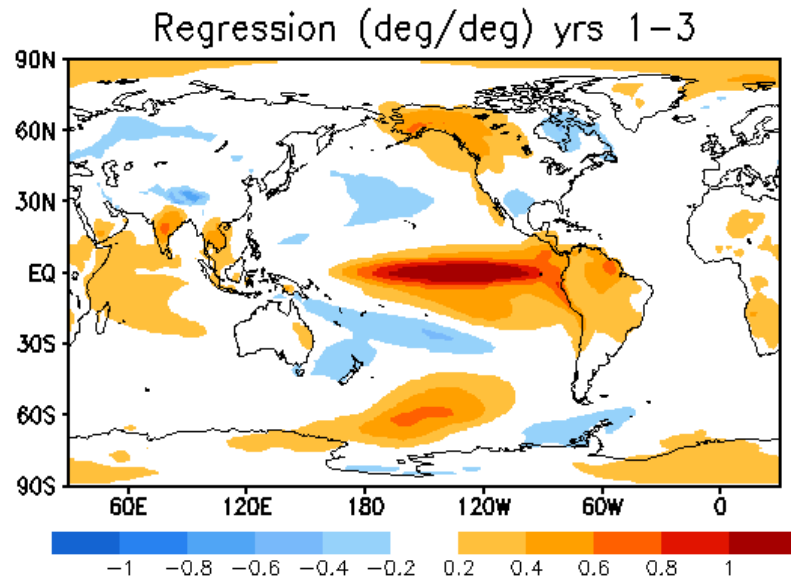 Regression (deg/deg) yrs 1-3
90N
60N
30N
EQ
30S
60S
90S
60E 120E 180 120W 60W 0
-1 -0.8 -0.6 -0.4 -0.2 0.2 0.4 0.6 0.8 1